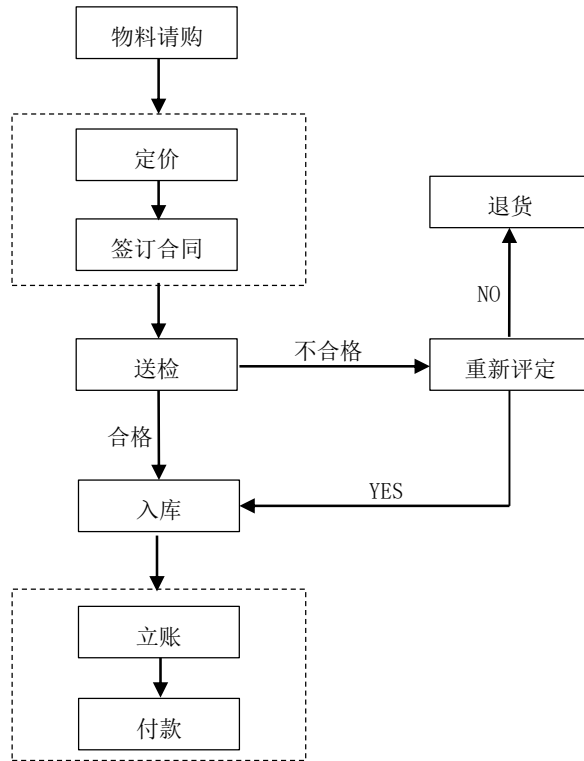 物料请购
定价
签订合同
退货
NO
送检
不合格
重新评定
合格
YES
入库
立账
付款